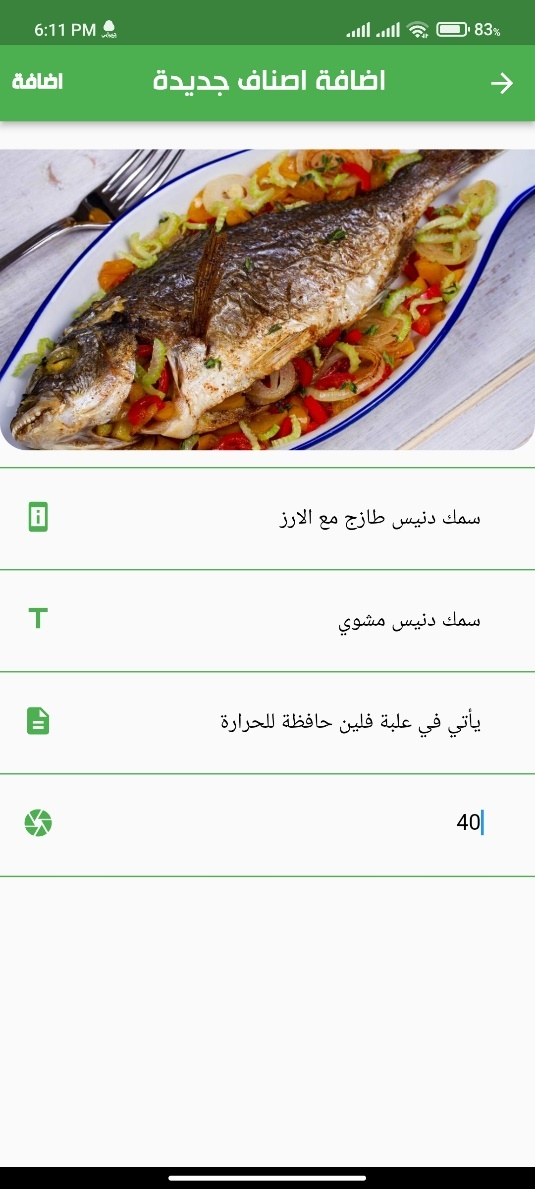 6:11 PM
83%
اضافة اصناف جديدة
اضافة
سمك دنيس طازج مع الارز
سمك دنيس مشوي
يأتي في علبة فلين حافظة للحرارة
40